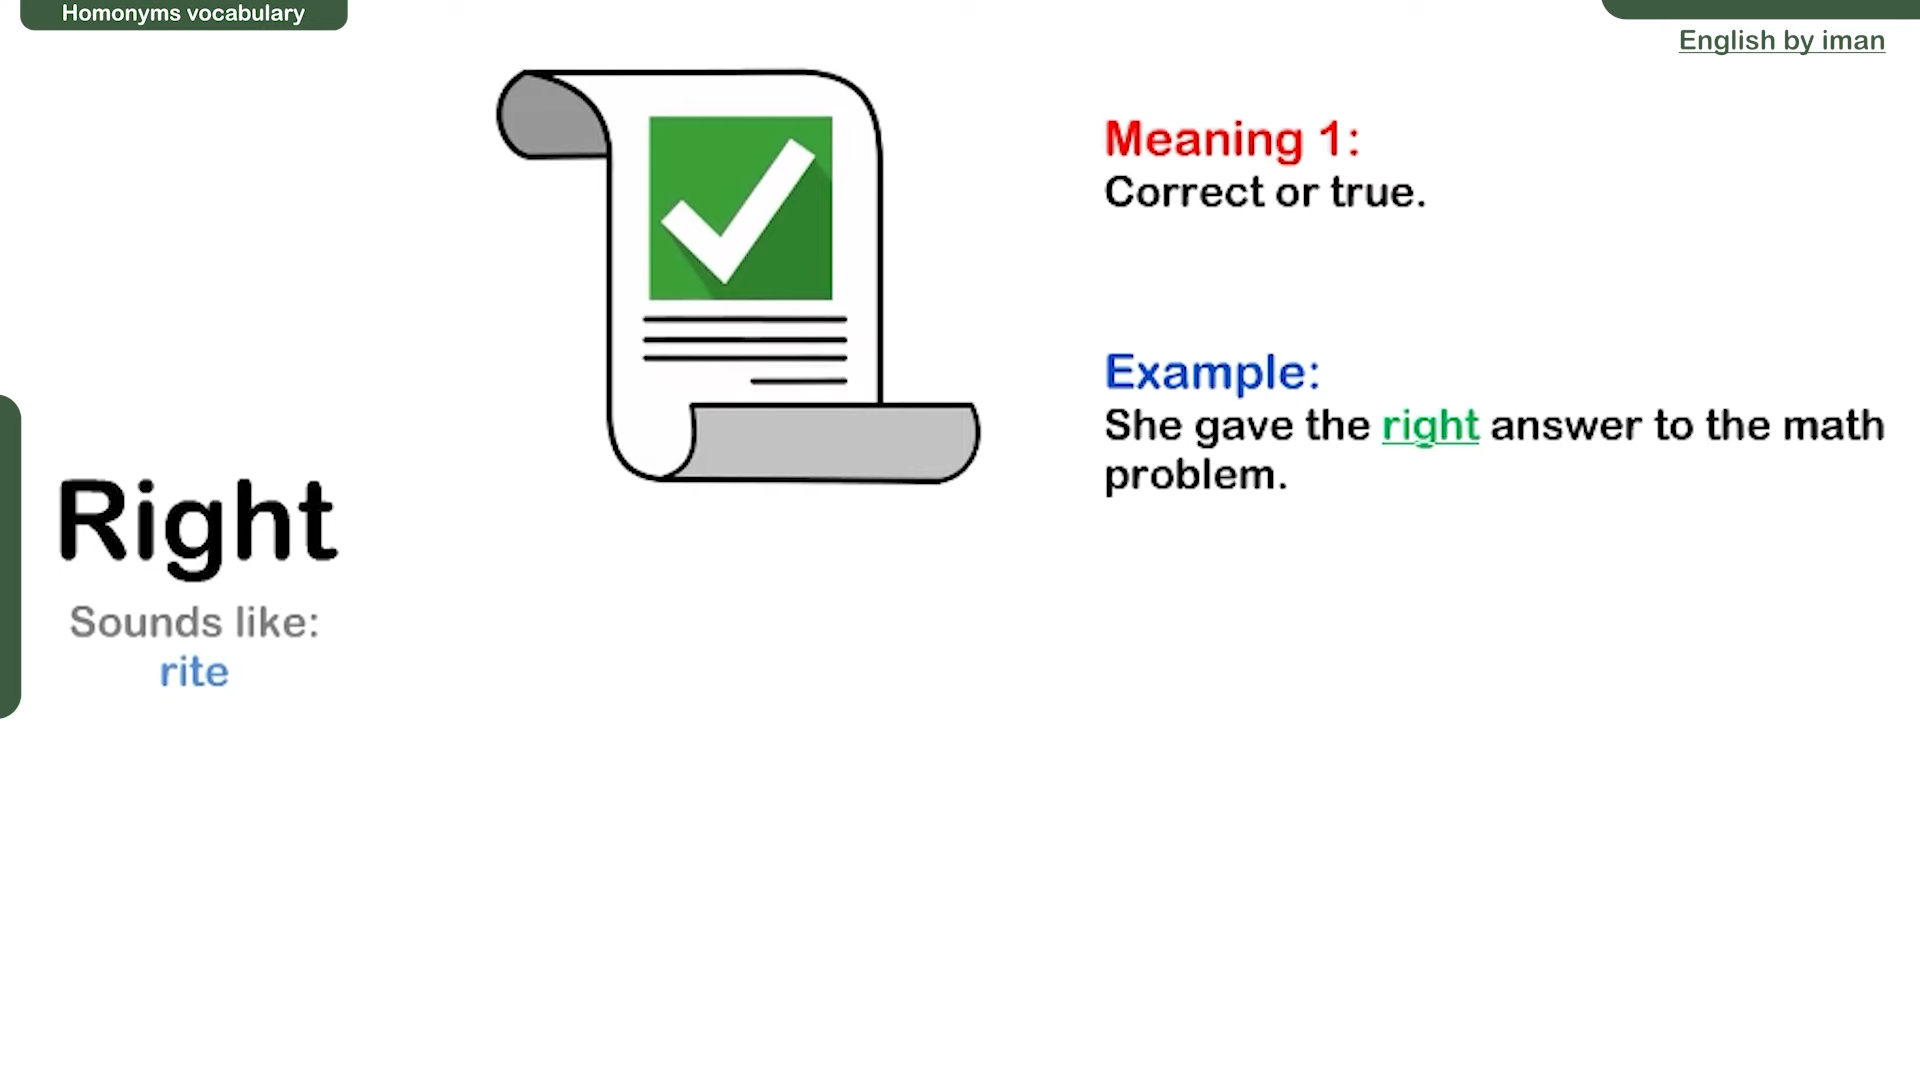 Homonyms vocabulary
English by iman
Right
Sounds like:
rite
Meaning 1:
Correct or true.
Example:
She gave the right answer to the math
problem.